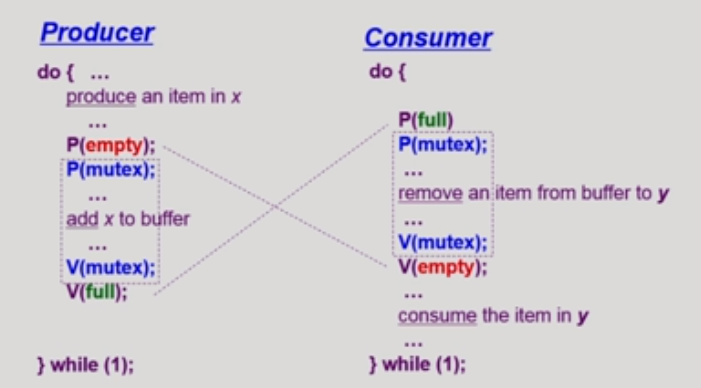 Producer
do { ...
produce an item in x
...
P(empty);
P(mutex);
...
add x to buffer
...
V(mutex);
V(full);
} while (1);
Consumer
do {
P(full)
P(mutex);
...
remove an item from buffer to y
...
V(mutex);
V(empty);
...
consume the item in y
...
} while (1);